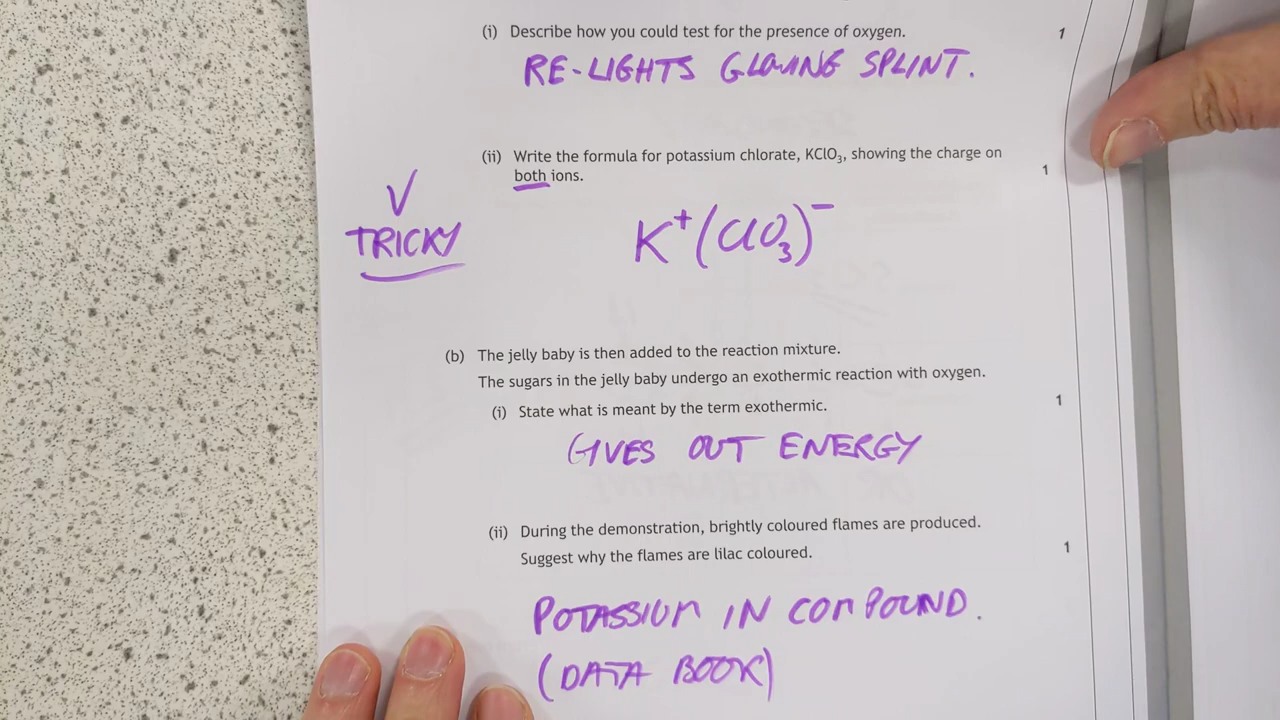 (i) Describe how you could test for the presence of oxygen. 1
RE-LIGHTS GLOWING SPLINT.
(ii) Write the formula for potassium chlorate, KClO₃, showing the charge on
both ions. 1
V
TRICKY
K⁺(ClO₃)⁻
(b) The jelly baby is then added to the reaction mixture.
The sugars in the jelly baby undergo an exothermic reaction with oxygen.
(i) State what is meant by the term exothermic. 1
GIVES OUT ENERGY
(ii) During the demonstration, brightly coloured flames are produced.
Suggest why the flames are lilac coloured. 1
POTASSIUM IN COMPOUND.
(DATA BOOK)